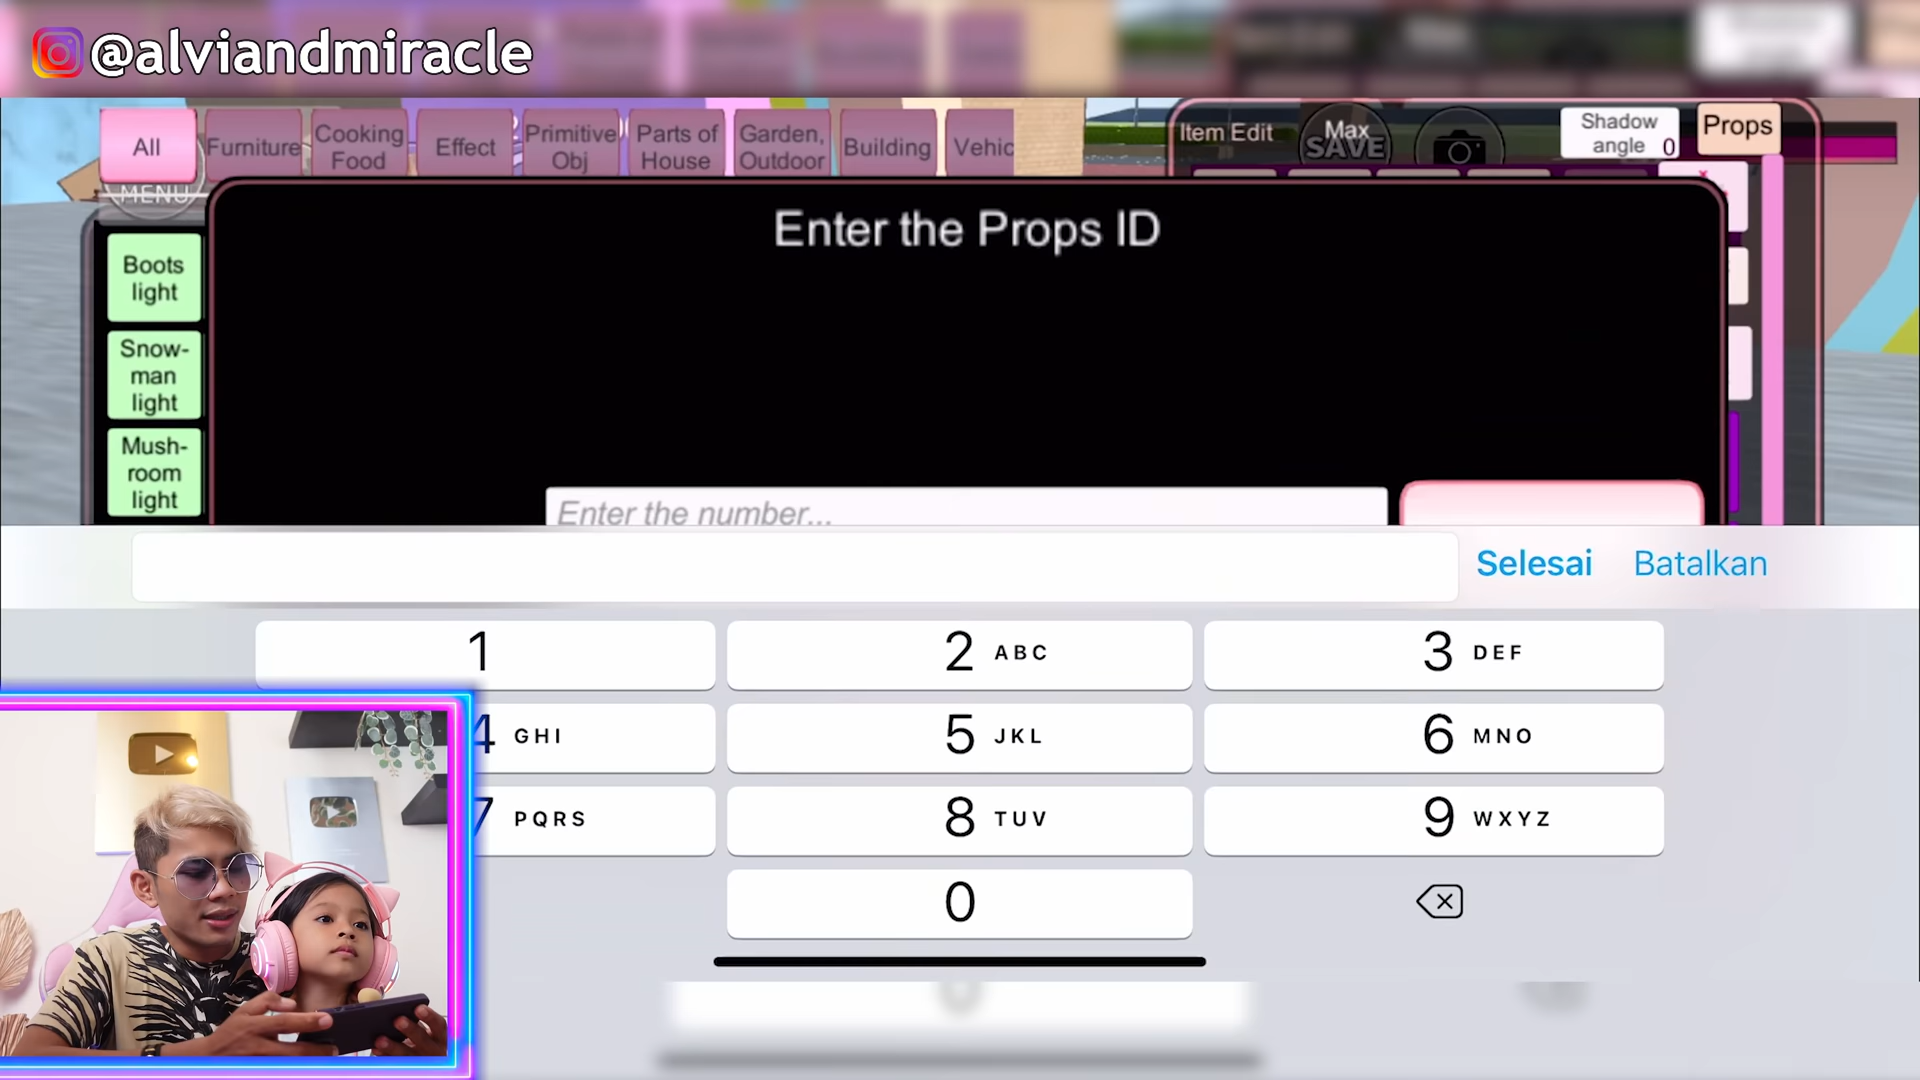 @alviandmiracle
All
Furniture
Cooking
Food
Effect
Primitive
Obj
Parts of
House
Garden,
Outdoor
Building
Vehic
Item Edit
Max
SAVE
Shadow
angle 0
Props
MENU
Boots
light
Snow-
man
light
Mush-
room
light
Enter the Props ID
Enter the number...
Selesai
Batalkan
1
2 ABC
3 DEF
4 GHI
5 JKL
6 MNO
7 PQRS
8 TUV
9 WXYZ
0